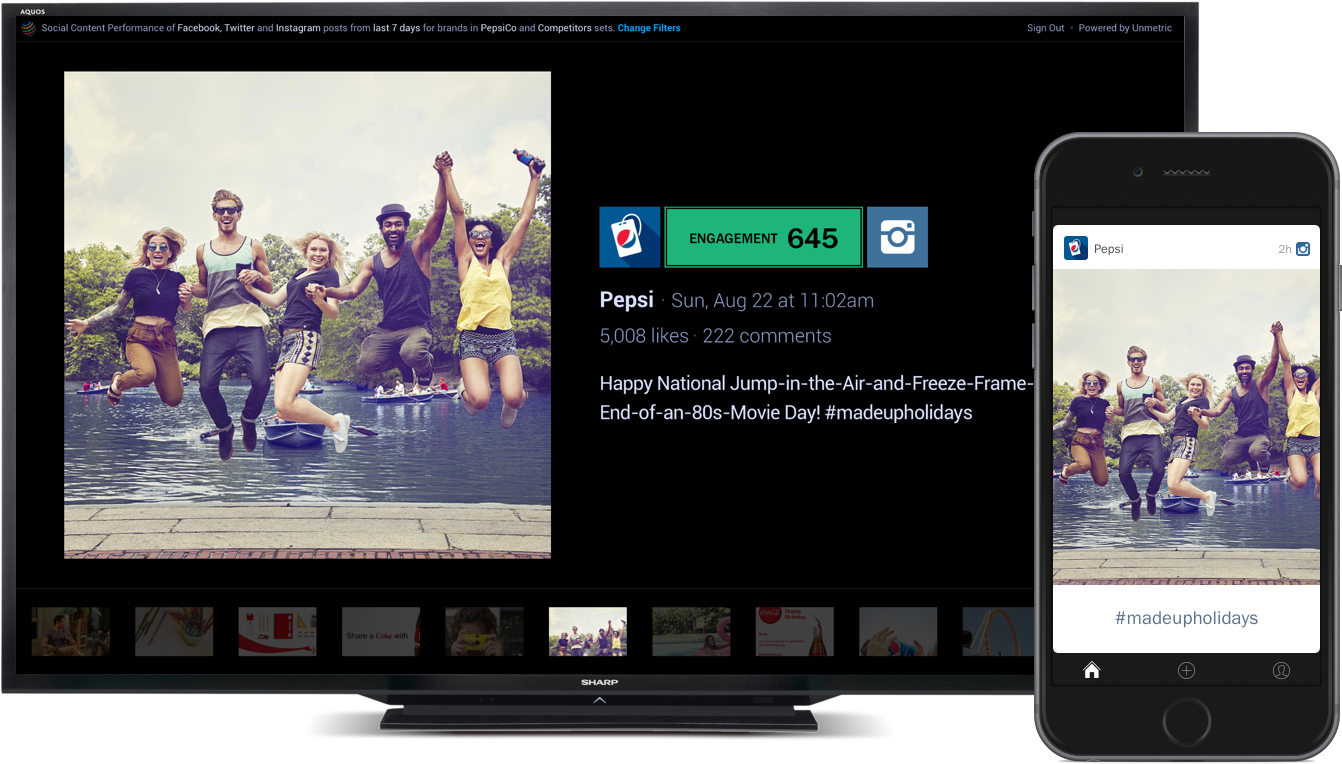 AQUOS
Social Content Performance of Facebook, Twitter and Instagram posts from last 7 days for brands in PepsiCo and Competitors sets. Change Filters
Sign Out · Powered by Unmetric
ENGAGEMENT 645
Pepsi · Sun, Aug 22 at 11:02am
5,008 likes · 222 comments
Happy National Jump-in-the-Air-and-Freeze-Frame-
End-of-an-80s-Movie Day! #madeupholidays
Share a Coke with
Coca-Cola
Happy
Birthday
SHARP
Pepsi
2h
#madeupholidays